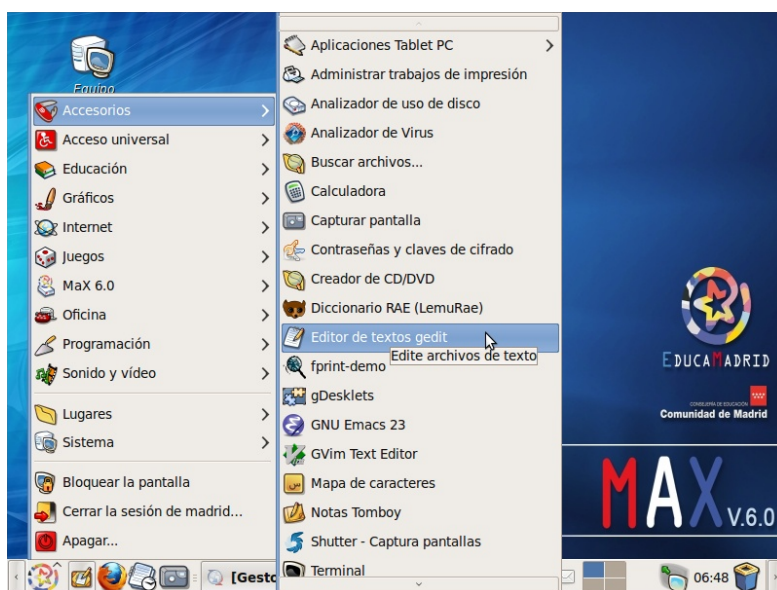 Equipo
Accesorios
Acceso universal
Educación
Gráficos
Internet
Juegos
MaX 6.0
Oficina
Programación
Sonido y vídeo
Lugares
Sistema
Bloquear la pantalla
Cerrar la sesión de madrid...
Apagar...
Aplicaciones Tablet PC
Administrar trabajos de impresión
Analizador de uso de disco
Analizador de Virus
Buscar archivos...
Calculadora
Capturar pantalla
Contraseñas y claves de cifrado
Creador de CD/DVD
Diccionario RAE (LemuRae)
Editor de textos gedit
Edite archivos de texto
fprint-demo
gDesklets
GNU Emacs 23
GVim Text Editor
Mapa de caracteres
Notas Tomboy
Shutter - Captura pantallas
Terminal
EDUCAMADRID
CONSEJERÍA DE EDUCACIÓN
Comunidad de Madrid
MAX V.6.0
[Gesto
06:48